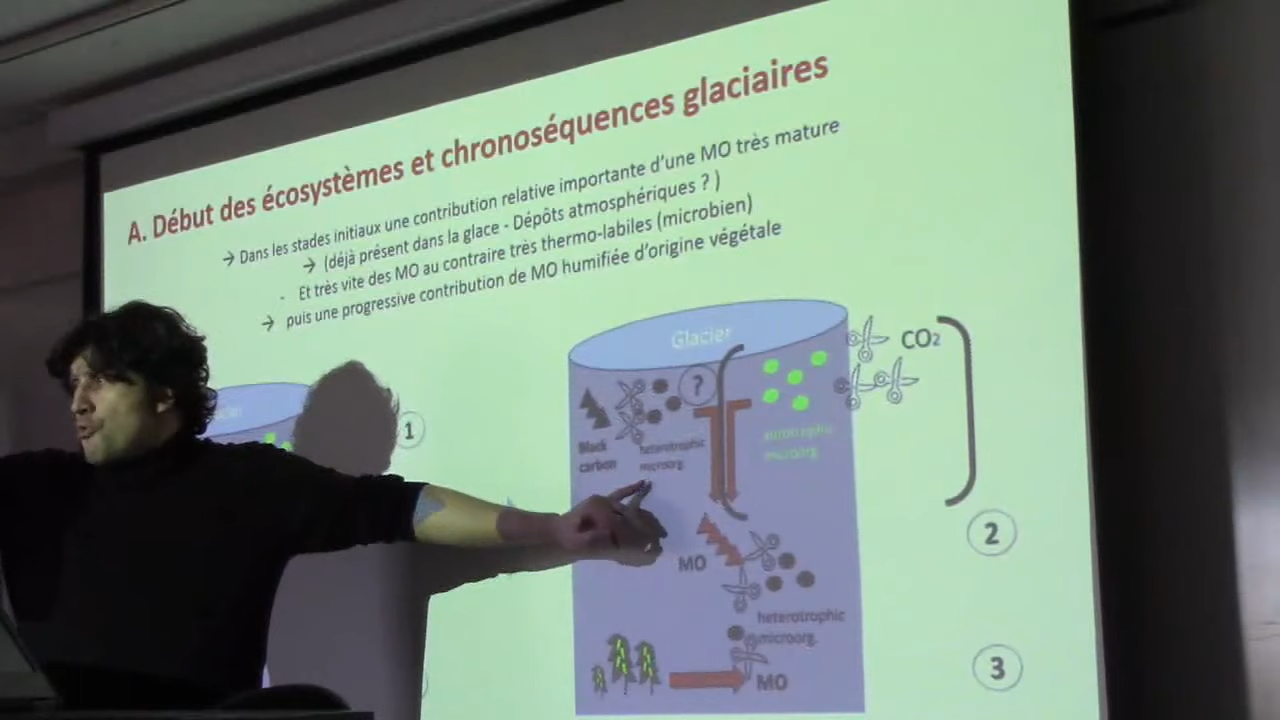 A. Début des écosystèmes et chronoséquences glaciaires
→ Dans les stades initiaux une contribution relative importante d'une MO très mature
→ (déjà présent dans la glace - Dépôts atmosphériques ? )
- Et très vite des MO au contraire très thermo-labiles (microbien)
→ puis une progressive contribution de MO humifiée d'origine végétale
Glacier
CO2
?
1
Black
carbon
heterotrophic
microorg.
microorg.
2
MO
heterotrophic
microorg.
3
MO